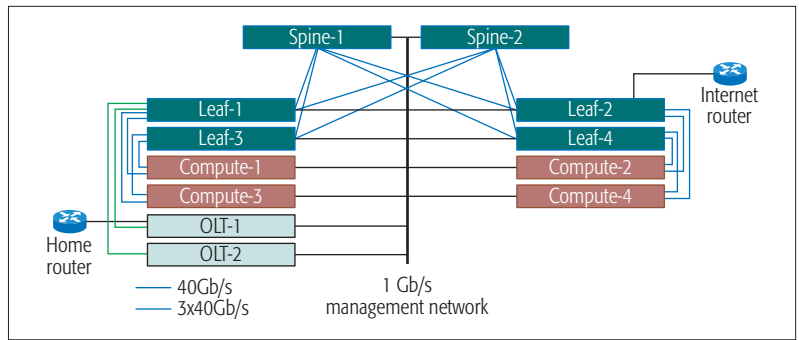 Spine-1
Spine-2
Leaf-1
Leaf-2
Internet
router
Leaf-3
Leaf-4
Compute-1
Compute-2
Compute-3
Compute-4
OLT-1
Home
router
OLT-2
40Gb/s
3x40Gb/s
1 Gb/s
management network